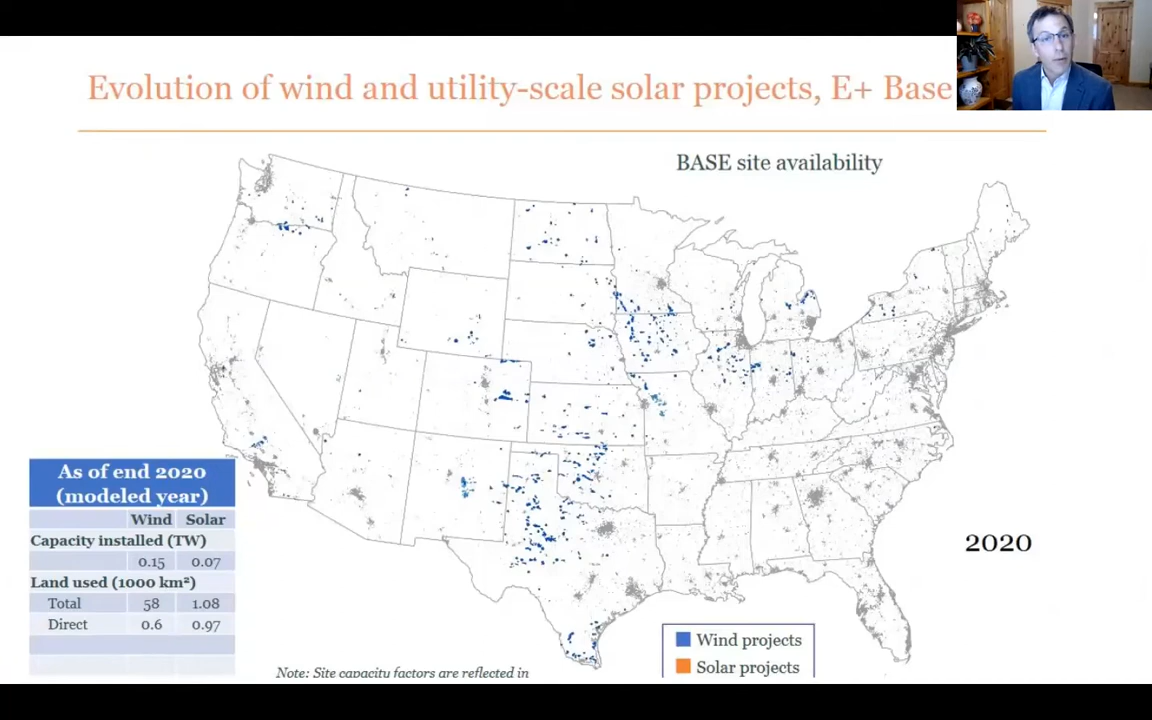 Evolution of wind and utility-scale solar projects, E+ Base
BASE site availability
As of end 2020
(modeled year)
Wind Solar
Capacity installed (TW)
0.15 0.07
Land used (1000 km²)
Total 58 1.08
Direct 0.6 0.97
2020
Wind projects
Solar projects
Note: Site capacity factors are reflected in